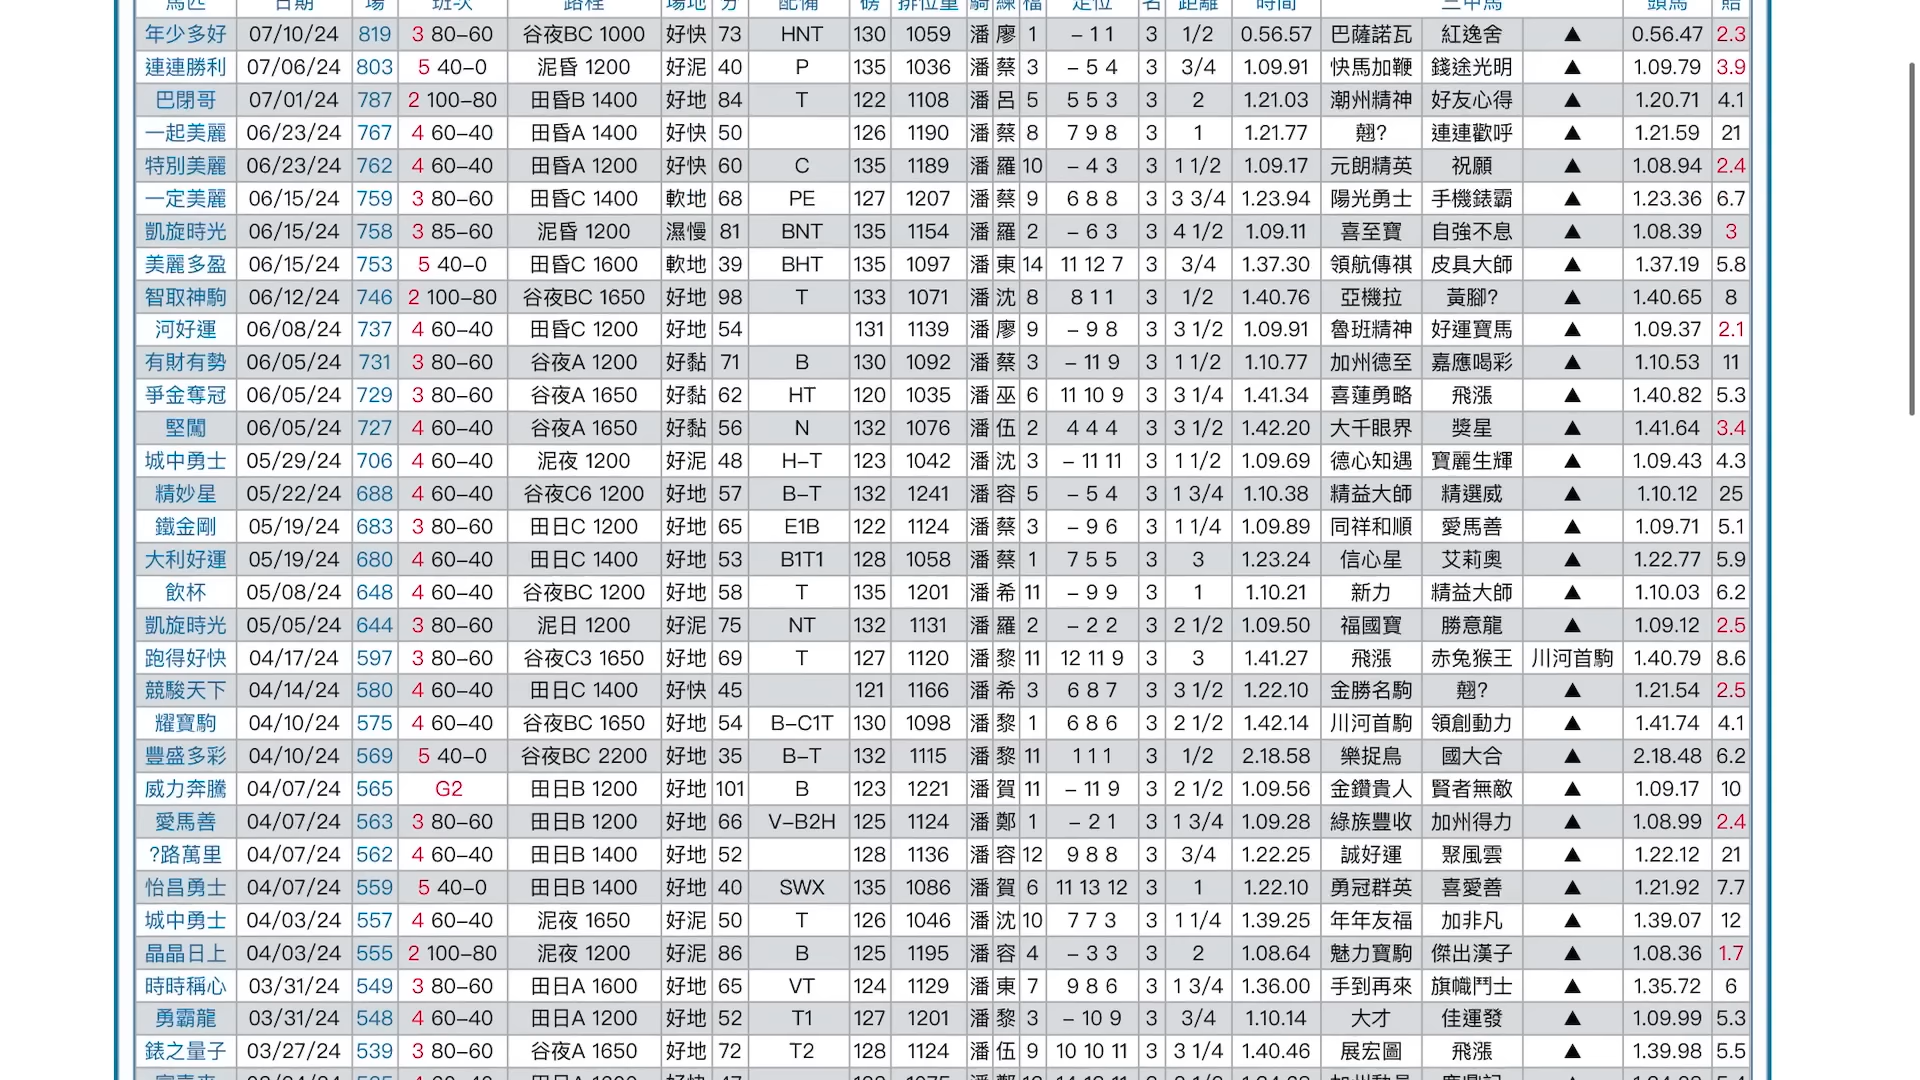 馬匹 日期 場 班次 路程 場地 分 配備 磅 排位重 騎 練 檔 走位 名 距離 時間 三甲馬 頭馬 賠
年少多好 07/10/24 819 3 80-60 谷夜BC 1000 好快 73 HNT 130 1059 潘 廖 1 – 1 1 3 1/2 0.56.57 巴薩諾瓦 紅逸舍 ▲ 0.56.47 2.3
連連勝利 07/06/24 803 5 40-0 泥昏 1200 好泥 40 P 135 1036 潘 蔡 3 – 5 4 3 3/4 1.09.91 快馬加鞭 錢途光明 ▲ 1.09.79 3.9
巴閉哥 07/01/24 787 2 100-80 田昏B 1400 好地 84 T 122 1108 潘 呂 5 5 5 3 3 2 1.21.03 潮州精神 好友心得 ▲ 1.20.71 4.1
一起美麗 06/23/24 767 4 60-40 田昏A 1400 好快 50 126 1190 潘 蔡 8 7 9 8 3 1 1.21.77 翹? 連連歡呼 ▲ 1.21.59 21
特別美麗 06/23/24 762 4 60-40 田昏A 1200 好快 60 C 135 1189 潘 羅 10 – 4 3 3 1 1/2 1.09.17 元朗精英 祝願 ▲ 1.08.94 2.4
一定美麗 06/15/24 759 3 80-60 田昏C 1400 軟地 68 PE 127 1207 潘 蔡 9 6 8 8 3 3 3/4 1.23.94 陽光勇士 手機錶霸 ▲ 1.23.36 6.7
凱旋時光 06/15/24 758 3 85-60 泥昏 1200 濕慢 81 BNT 135 1154 潘 羅 2 – 6 3 3 4 1/2 1.09.11 喜至寶 自強不息 ▲ 1.08.39 3
美麗多盈 06/15/24 753 5 40-0 田昏C 1600 軟地 39 BHT 135 1097 潘 東 14 11 12 7 3 3/4 1.37.30 領航傳祺 皮具大師 ▲ 1.37.19 5.8
智取神駒 06/12/24 746 2 100-80 谷夜BC 1650 好地 98 T 133 1071 潘 沈 8 8 1 1 3 1/2 1.40.76 亞機拉 黃腳? ▲ 1.40.65 8
河好運 06/08/24 737 4 60-40 田昏C 1200 好地 54 131 1139 潘 廖 9 – 9 8 3 3 1/2 1.09.91 魯班精神 好運寶馬 ▲ 1.09.37 2.1
有財有勢 06/05/24 731 3 80-60 谷夜A 1200 好黏 71 B 130 1092 潘 蔡 3 – 11 9 3 1 1/2 1.10.77 加州德至 嘉應喝彩 ▲ 1.10.53 11
爭金奪冠 06/05/24 729 3 80-60 谷夜A 1650 好黏 62 HT 120 1035 潘 巫 6 11 10 9 3 3 1/4 1.41.34 喜蓮勇略 飛漲 ▲ 1.40.82 5.3
堅闖 06/05/24 727 4 60-40 谷夜A 1650 好黏 56 N 132 1076 潘 伍 2 4 4 4 3 3 1/2 1.42.20 大千眼界 獎星 ▲ 1.41.64 3.4
城中勇士 05/29/24 706 4 60-40 泥夜 1200 好泥 48 H-T 123 1042 潘 沈 3 – 11 11 3 1 1/2 1.09.69 德心知遇 寶麗生輝 ▲ 1.09.43 4.3
精妙星 05/22/24 688 4 60-40 谷夜C6 1200 好地 57 B-T 132 1241 潘 容 5 – 5 4 3 1 3/4 1.10.38 精益大師 精選威 ▲ 1.10.12 25
鐵金剛 05/19/24 683 3 80-60 田日C 1200 好地 65 E1B 122 1124 潘 蔡 3 – 9 6 3 1 1/4 1.09.89 同祥和順 愛馬善 ▲ 1.09.71 5.1
大利好運 05/19/24 680 4 60-40 田日C 1400 好地 53 B1T1 128 1058 潘 蔡 1 7 5 5 3 3 1.23.24 信心星 艾莉奧 ▲ 1.22.77 5.9
飲杯 05/08/24 648 4 60-40 谷夜BC 1200 好地 58 T 135 1201 潘 希 11 – 9 9 3 1 1.10.21 新力 精益大師 ▲ 1.10.03 6.2
凱旋時光 05/05/24 644 3 80-60 泥日 1200 好泥 75 NT 132 1131 潘 羅 2 – 2 2 3 2 1/2 1.09.50 福國寶 勝意龍 ▲ 1.09.12 2.5
跑得好快 04/17/24 597 3 80-60 谷夜C3 1650 好地 69 T 127 1120 潘 黎 11 12 11 9 3 3 1.41.27 飛漲 赤兔猴王 川河首駒 1.40.79 8.6
競駿天下 04/14/24 580 4 60-40 田日C 1400 好快 45 121 1166 潘 希 3 6 8 7 3 3 1/2 1.22.10 金勝名駒 翹? ▲ 1.21.54 2.5
耀寶駒 04/10/24 575 4 60-40 谷夜BC 1650 好地 54 B-C1T 130 1098 潘 黎 1 6 8 6 3 2 1/2 1.42.14 川河首駒 領創動力 ▲ 1.41.74 4.1
豐盛多彩 04/10/24 569 5 40-0 谷夜BC 2200 好地 35 B-T 132 1115 潘 黎 11 1 1 1 3 1/2 2.18.58 樂捉鳥 國大合 ▲ 2.18.48 6.2
威力奔騰 04/07/24 565 G2 田日B 1200 好地 101 B 123 1221 潘 賀 11 – 11 9 3 2 1/2 1.09.56 金鑽貴人 賢者無敵 ▲ 1.09.17 10
愛馬善 04/07/24 563 3 80-60 田日B 1200 好地 66 V-B2H 125 1124 潘 鄭 1 – 2 1 3 1 3/4 1.09.28 綠族豐收 加州得力 ▲ 1.08.99 2.4
?路萬里 04/07/24 562 4 60-40 田日B 1400 好地 52 128 1136 潘 容 12 9 8 8 3 3/4 1.22.25 誠好運 聚風雲 ▲ 1.22.12 21
怡昌勇士 04/07/24 559 5 40-0 田日B 1400 好地 40 SWX 135 1086 潘 賀 6 11 13 12 3 1 1.22.10 勇冠群英 喜愛善 ▲ 1.21.92 7.7
城中勇士 04/03/24 557 4 60-40 泥夜 1650 好泥 50 T 126 1046 潘 沈 10 7 7 3 3 1 1/4 1.39.25 年年友福 加非凡 ▲ 1.39.07 12
晶晶日上 04/03/24 555 2 100-80 泥夜 1200 好泥 86 B 125 1195 潘 容 4 – 3 3 3 2 1.08.64 魅力寶駒 傑出漢子 ▲ 1.08.36 1.7
時時稱心 03/31/24 549 3 80-60 田日A 1600 好地 65 VT 124 1129 潘 東 7 9 8 6 3 1 3/4 1.36.00 手到再來 旗幟鬥士 ▲ 1.35.72 6
勇霸龍 03/31/24 548 4 60-40 田日A 1200 好地 52 T1 127 1201 潘 黎 3 – 10 9 3 3/4 1.10.14 大才 佳運發 ▲ 1.09.99 5.3
錶之量子 03/27/24 539 3 80-60 谷夜A 1650 好地 72 T2 128 1124 潘 伍 9 10 10 11 3 3 1/4 1.40.46 展宏圖 飛漲 ▲ 1.39.98 5.5